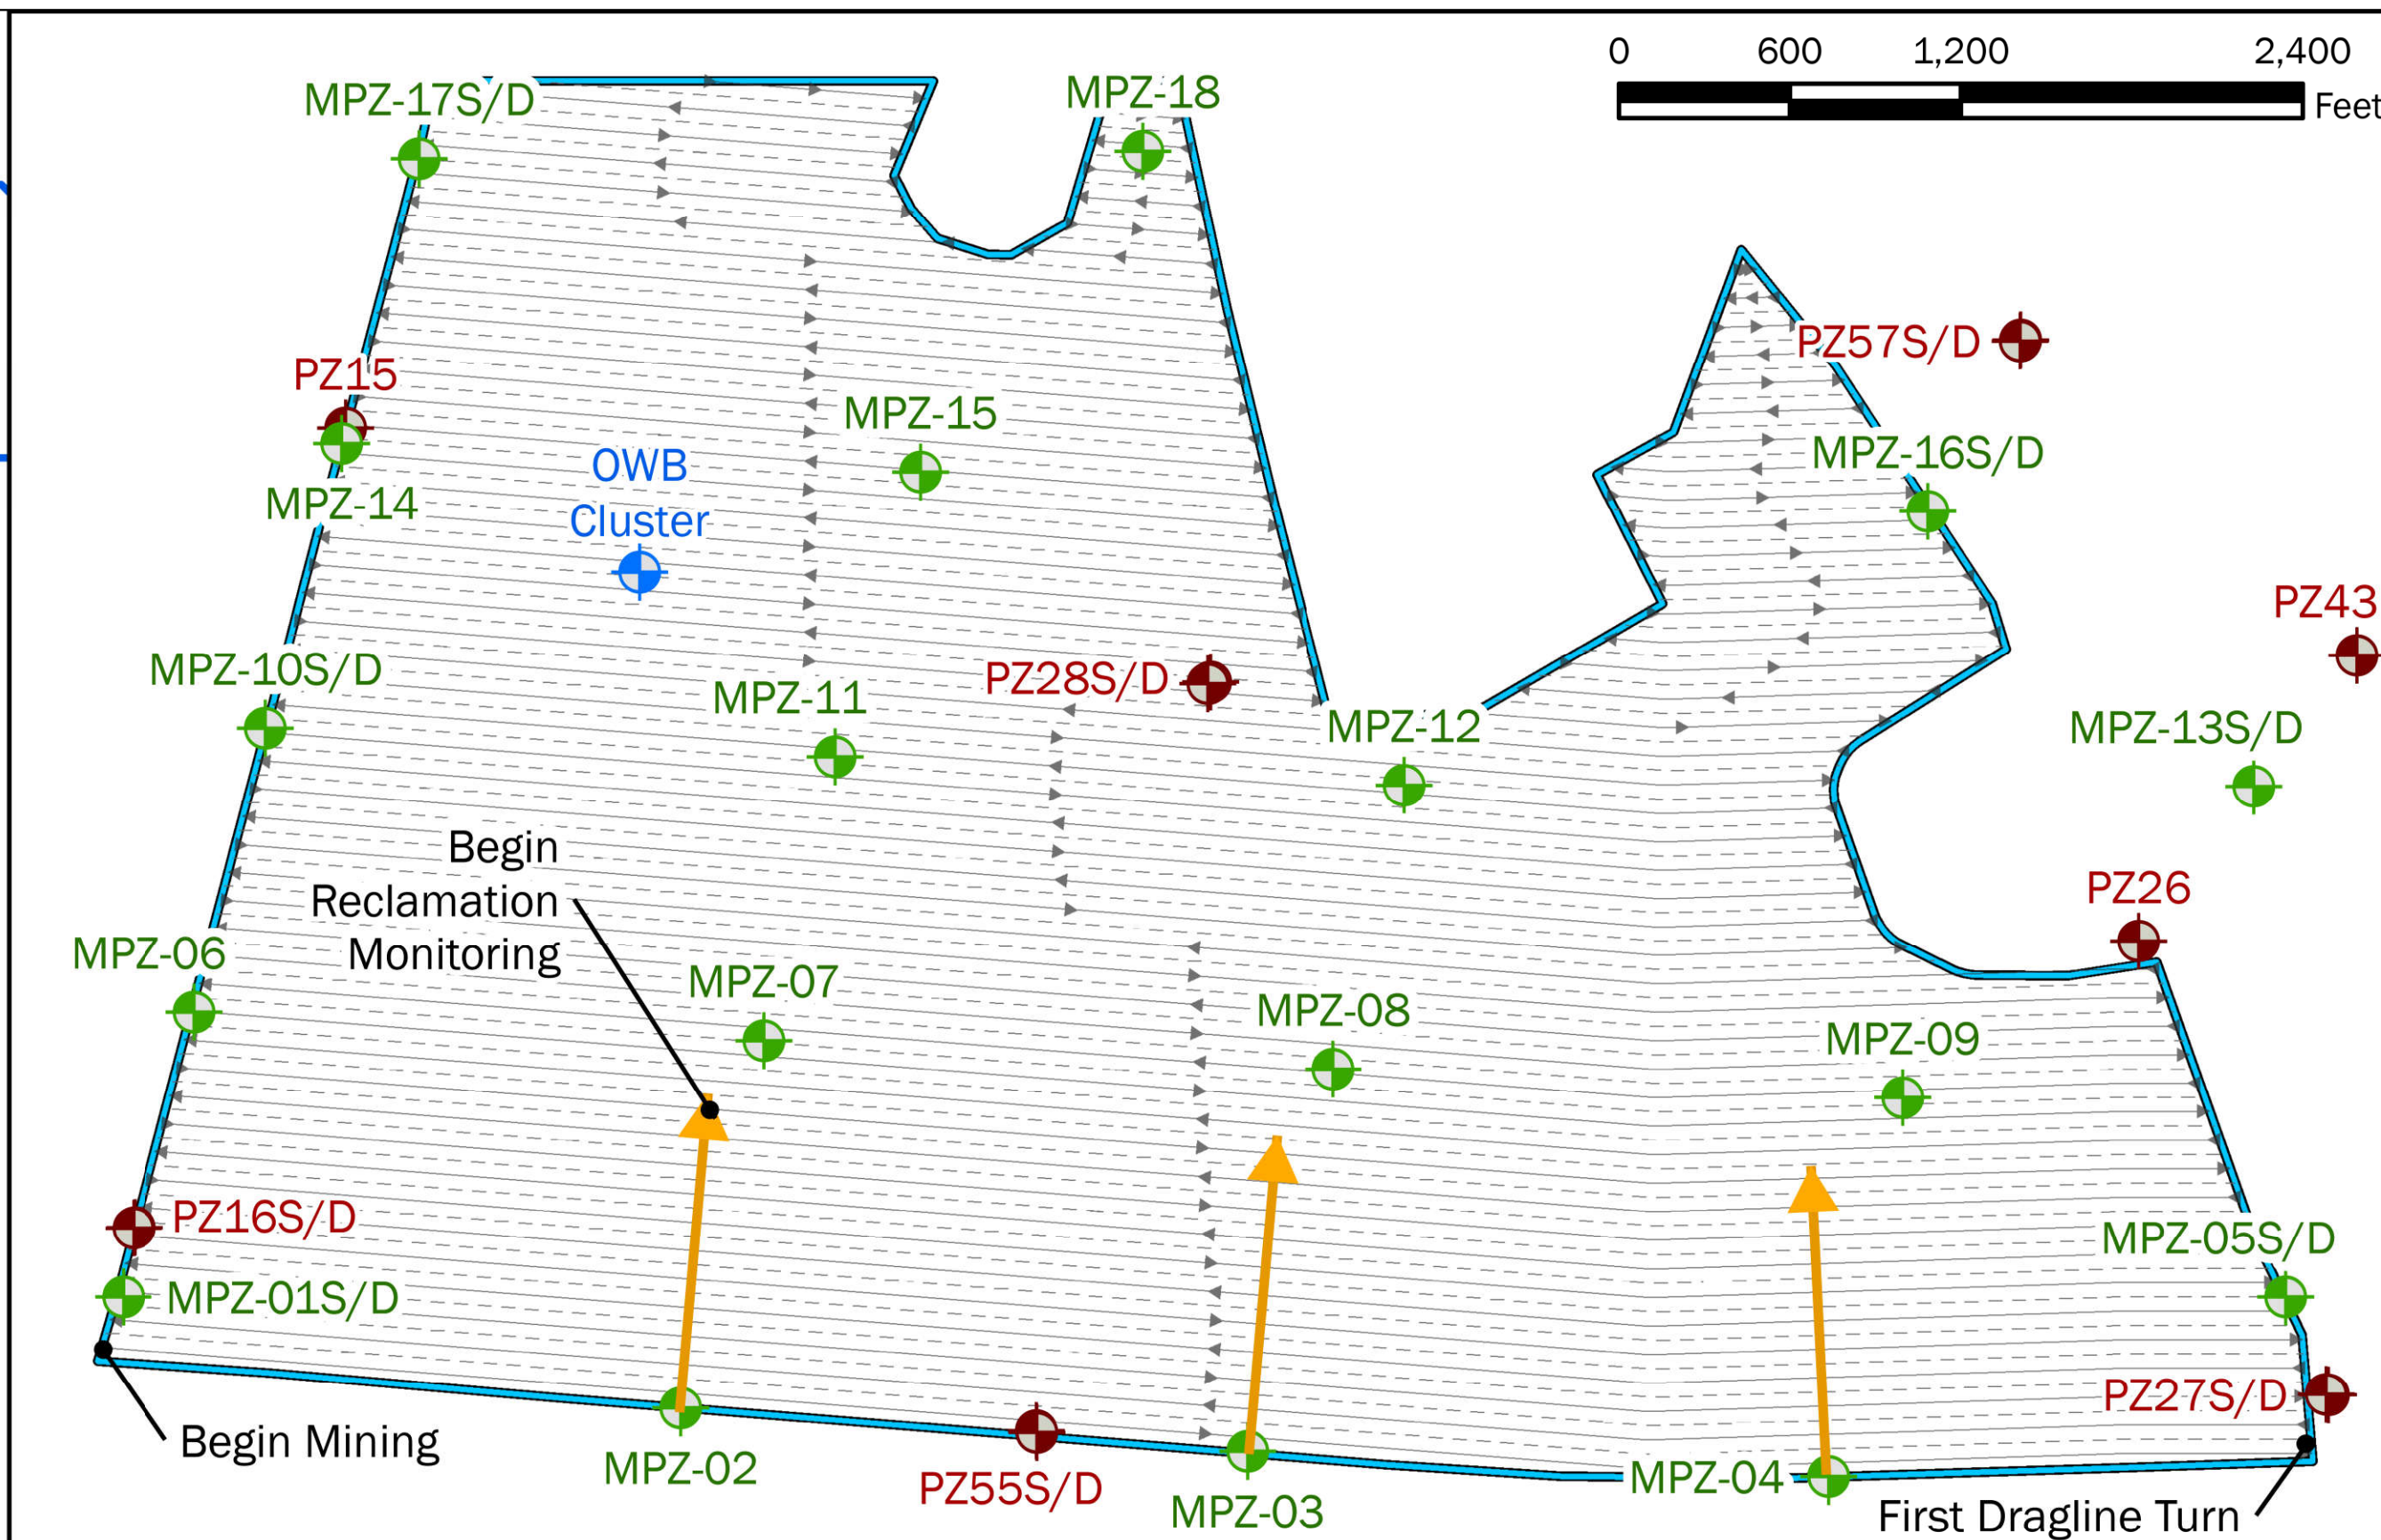 0 600 1,200 2,400
Feet
MPZ-17S/D
MPZ-18
PZ57S/D
PZ15
MPZ-15
OWB
Cluster
MPZ-16S/D
MPZ-14
PZ43
MPZ-10S/D
PZ28S/D
MPZ-11
MPZ-12
MPZ-13S/D
Begin
Reclamation
Monitoring
PZ26
MPZ-06
MPZ-07
MPZ-08
MPZ-09
PZ16S/D
MPZ-05S/D
MPZ-01S/D
PZ27S/D
Begin Mining
MPZ-02
PZ55S/D
MPZ-03
MPZ-04
First Dragline Turn